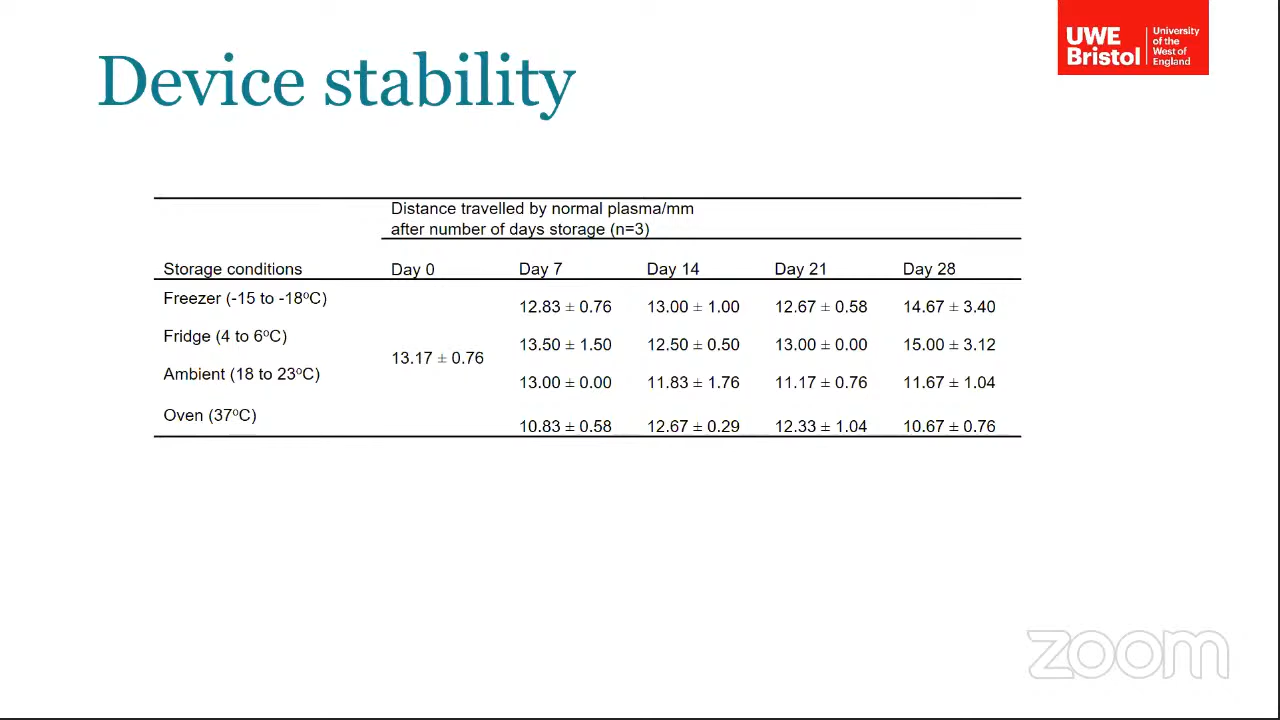 Device stability
UWE
Bristol
University
of the
West of
England
Distance travelled by normal plasma/mm
after number of days storage (n=3)
Storage conditions Day 0 Day 7 Day 14 Day 21 Day 28
Freezer (-15 to -18ºC) 12.83 ± 0.76 13.00 ± 1.00 12.67 ± 0.58 14.67 ± 3.40
Fridge (4 to 6ºC) 13.50 ± 1.50 12.50 ± 0.50 13.00 ± 0.00 15.00 ± 3.12
13.17 ± 0.76
Ambient (18 to 23ºC) 13.00 ± 0.00 11.83 ± 1.76 11.17 ± 0.76 11.67 ± 1.04
Oven (37ºC) 10.83 ± 0.58 12.67 ± 0.29 12.33 ± 1.04 10.67 ± 0.76
zoom